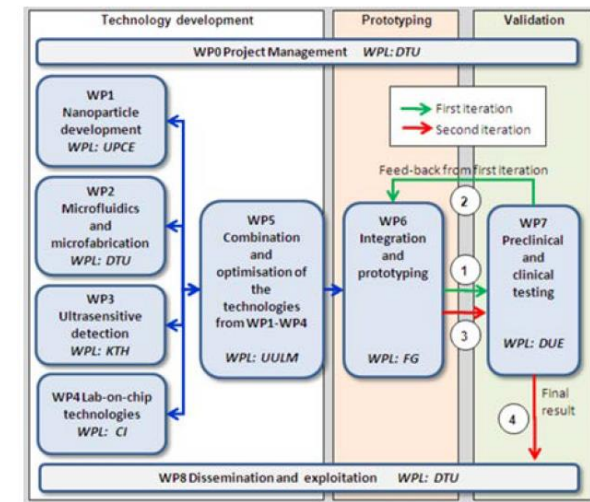 Technology development
Prototyping
Validation
WP0 Project Management WPL: DTU
WP1
Nanoparticle
development
WPL: UPCE
WP2
Microfluidics
and
microfabrication
WPL: DTU
WP3
Ultrasensitive
detection
WPL: KTH
WP4 Lab-on-chip
technologies
WPL: CI
WP5
Combination
and
optimisation of
the
technologies
from WP1-WP4
WPL: UULM
First iteration
Second iteration
Feed-back from first iteration
2
WP6
Integration
and
prototyping
WPL: FG
1
3
WP7
Preclinical
and
clinical
testing
WPL: DUE
4
Final
result
WP8 Dissemination and exploitation WPL: DTU